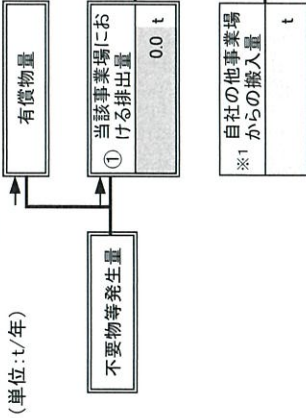 (単位:t/年)
不要物等発生量
有償物量
① 当該事業場にお
ける排出量
0.0 t
※1 自社の他事業場
からの搬入量
t